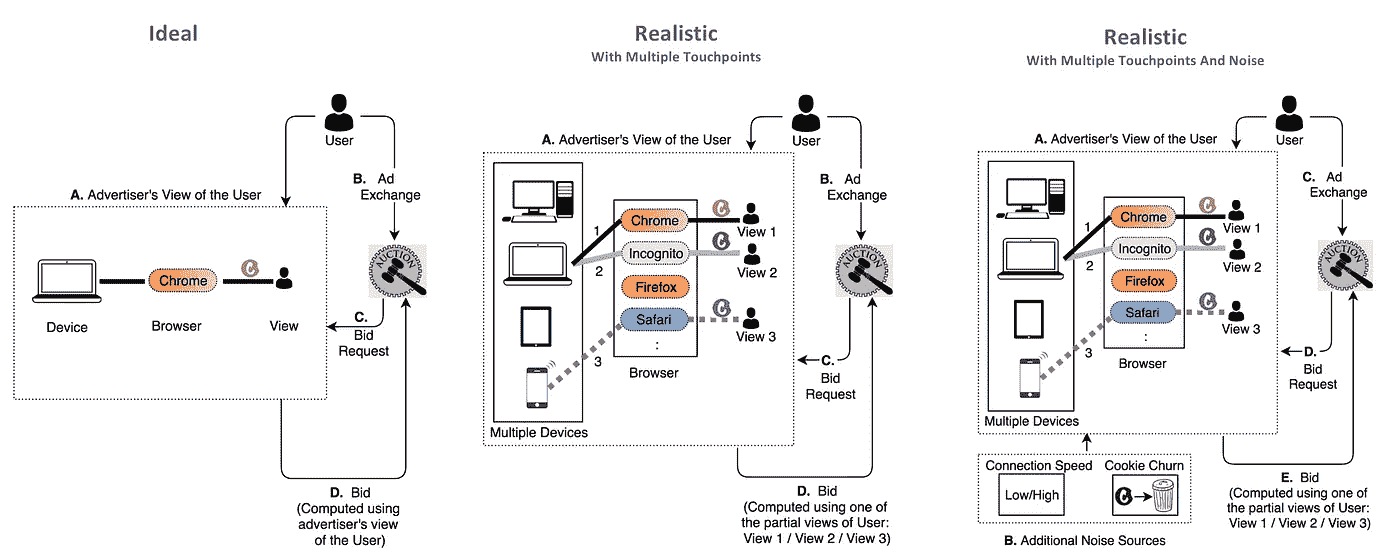 Ideal
User
A. Advertiser's View of the User
B. Ad
Exchange
AUCTION
Chrome
Device
Browser
View
C.
Bid
Request
D. Bid
(Computed using
advertiser's view
of the User)
Realistic
With Multiple Touchpoints
User
A. Advertiser's View of the User
B. Ad
Exchange
AUCTION
1
2
3
Chrome
Incognito
Firefox
Safari
:
Browser
View 1
View 2
View 3
Multiple Devices
C.
Bid
Request
D. Bid
(Computed using one of
the partial views of User:
View 1 / View 2 / View 3)
Realistic
With Multiple Touchpoints And Noise
User
A. Advertiser's View of the User
C. Ad
Exchange
AUCTION
1
2
3
Chrome
Incognito
Firefox
Safari
:
Browser
View 1
View 2
View 3
Multiple Devices
D.
Bid
Request
Connection Speed
Low/High
Cookie Churn
B. Additional Noise Sources
E. Bid
(Computed using one of
the partial views of User:
View 1 / View 2 / View 3)